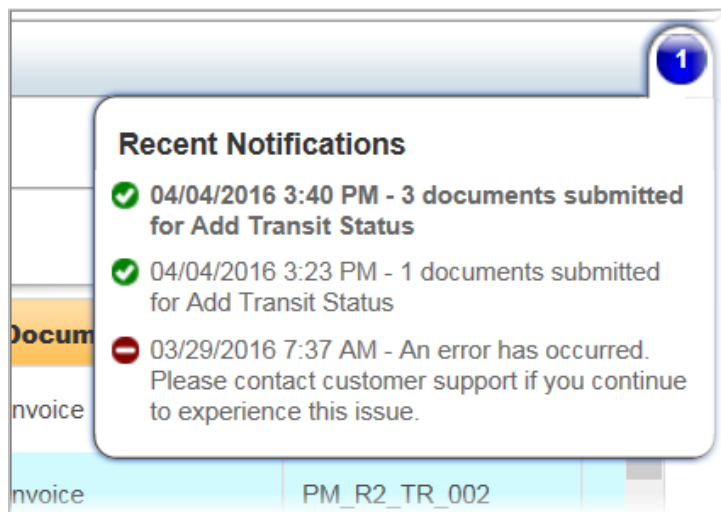 1
Recent Notifications
04/04/2016 3:40 PM - 3 documents submitted
for Add Transit Status
04/04/2016 3:23 PM - 1 documents submitted
for Add Transit Status
03/29/2016 7:37 AM - An error has occurred.
Please contact customer support if you continue
to experience this issue.
Docum
nvoice
nvoice PM_R2_TR_002